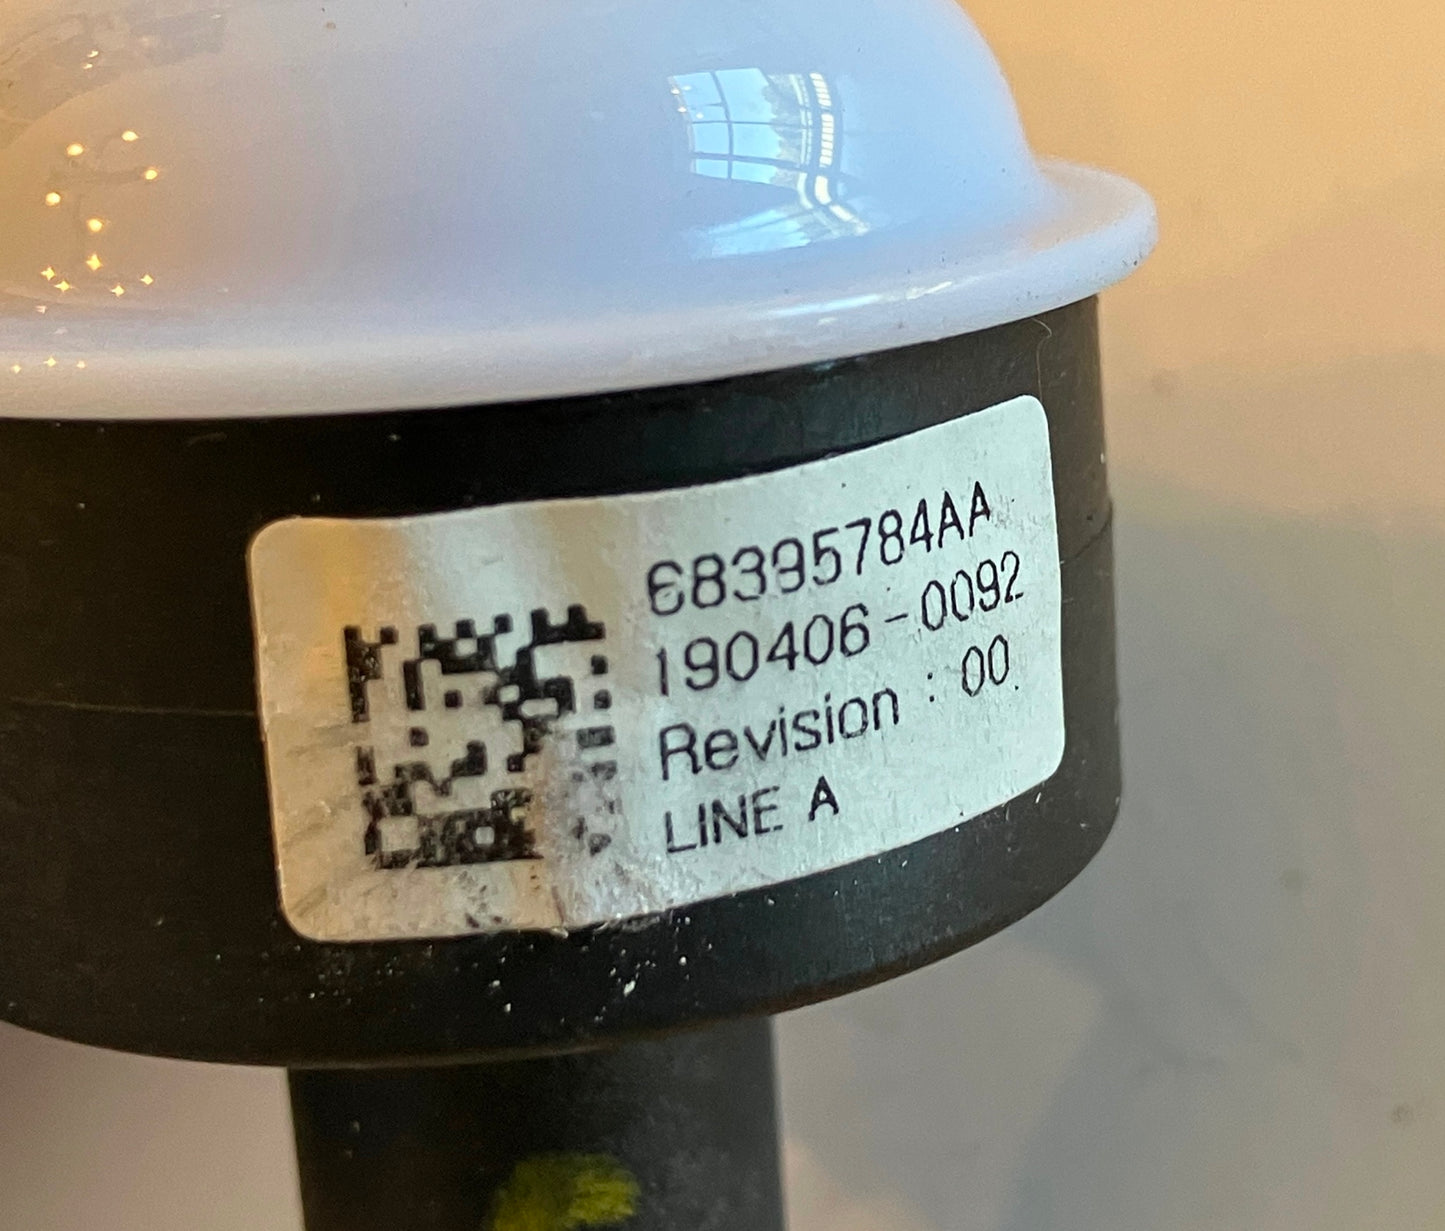 68395784AA
190406-0092
Revision : 00
LINE A